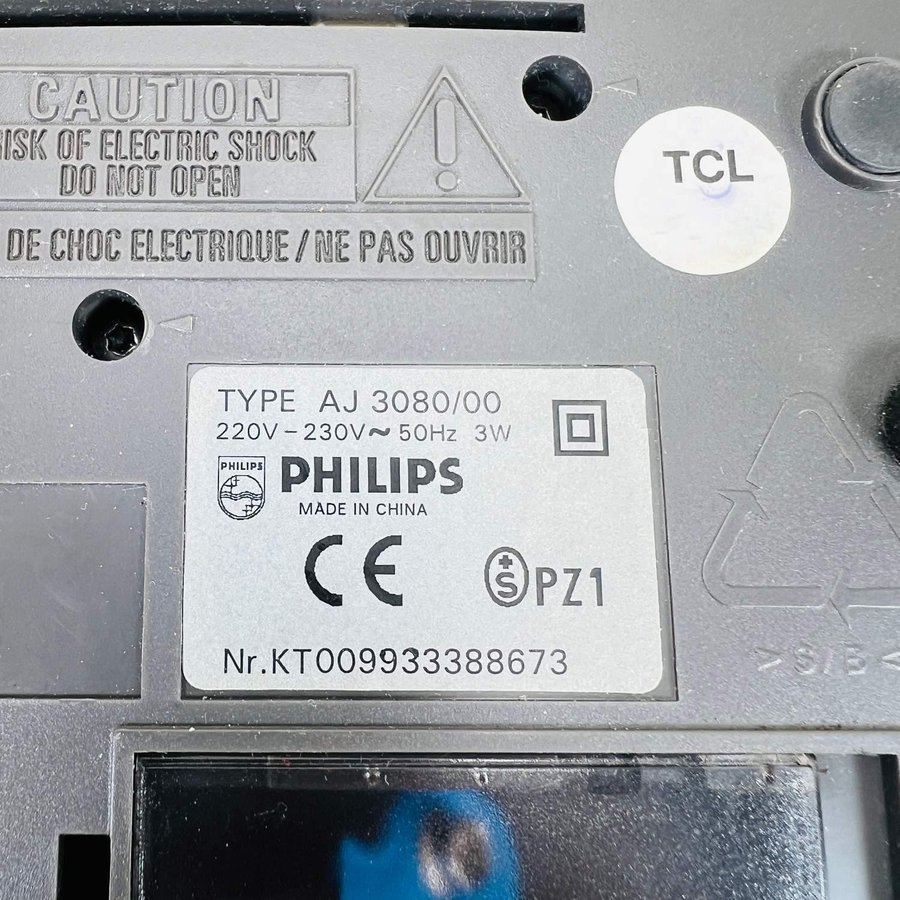 CAUTION
RISK OF ELECTRIC SHOCK
DO NOT OPEN
DE CHOC ELECTRIQUE / NE PAS OUVRIR
TCL
TYPE AJ 3080/00
220V – 230V ~ 50Hz 3W
PHILIPS
PHILIPS
MADE IN CHINA
CE
+
S PZ1
Nr.KT009933388673
>S/B<